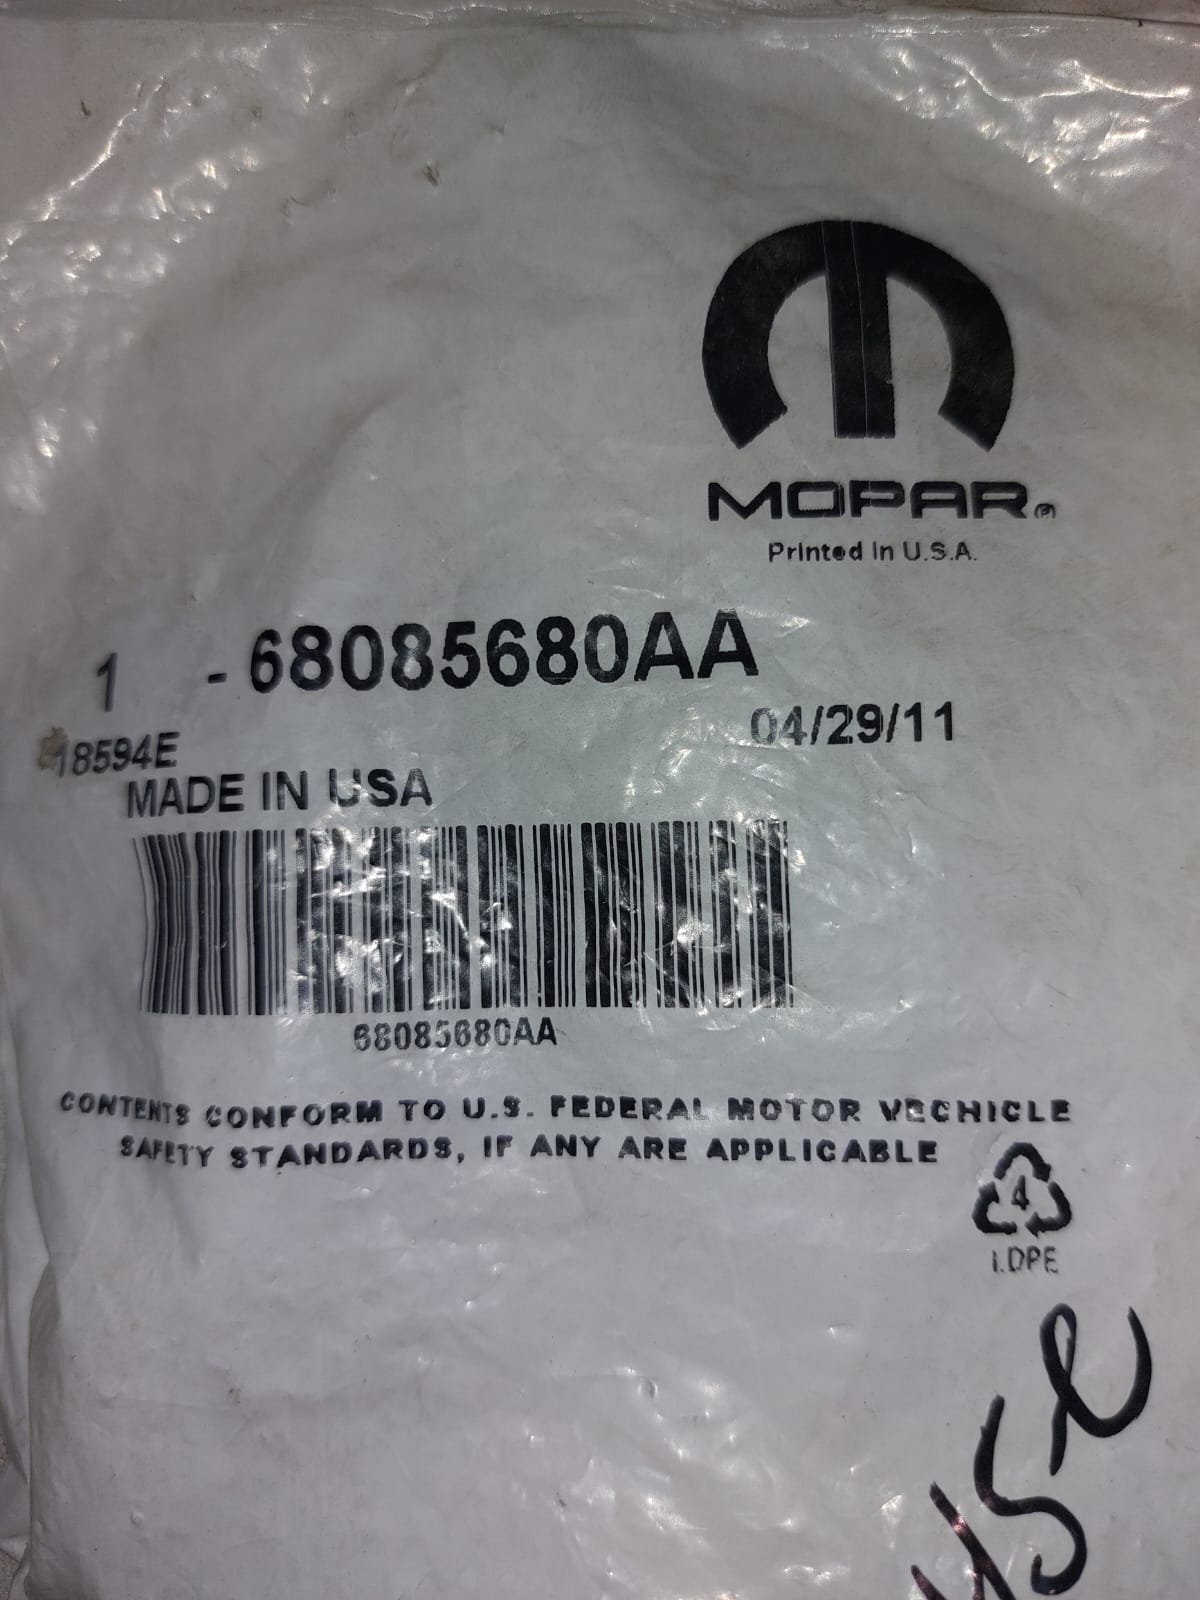 MOPAR®
Printed in U.S.A.
1 -68085680AA
04/29/11
18594E
MADE IN USA
68085680AA
CONTENTS CONFORM TO U.S. FEDERAL MOTOR VECHICLE
SAFETY STANDARDS, IF ANY ARE APPLICABLE
4
LDPE